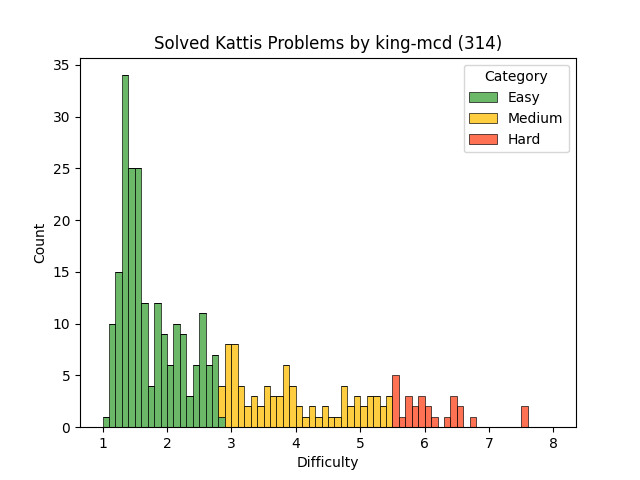 Solved Kattis Problems by king-mcd (314)
Category
Easy
Medium
Hard
35
30
25
20
15
10
5
0
Count
1 2 3 4 5 6 7 8
Difficulty